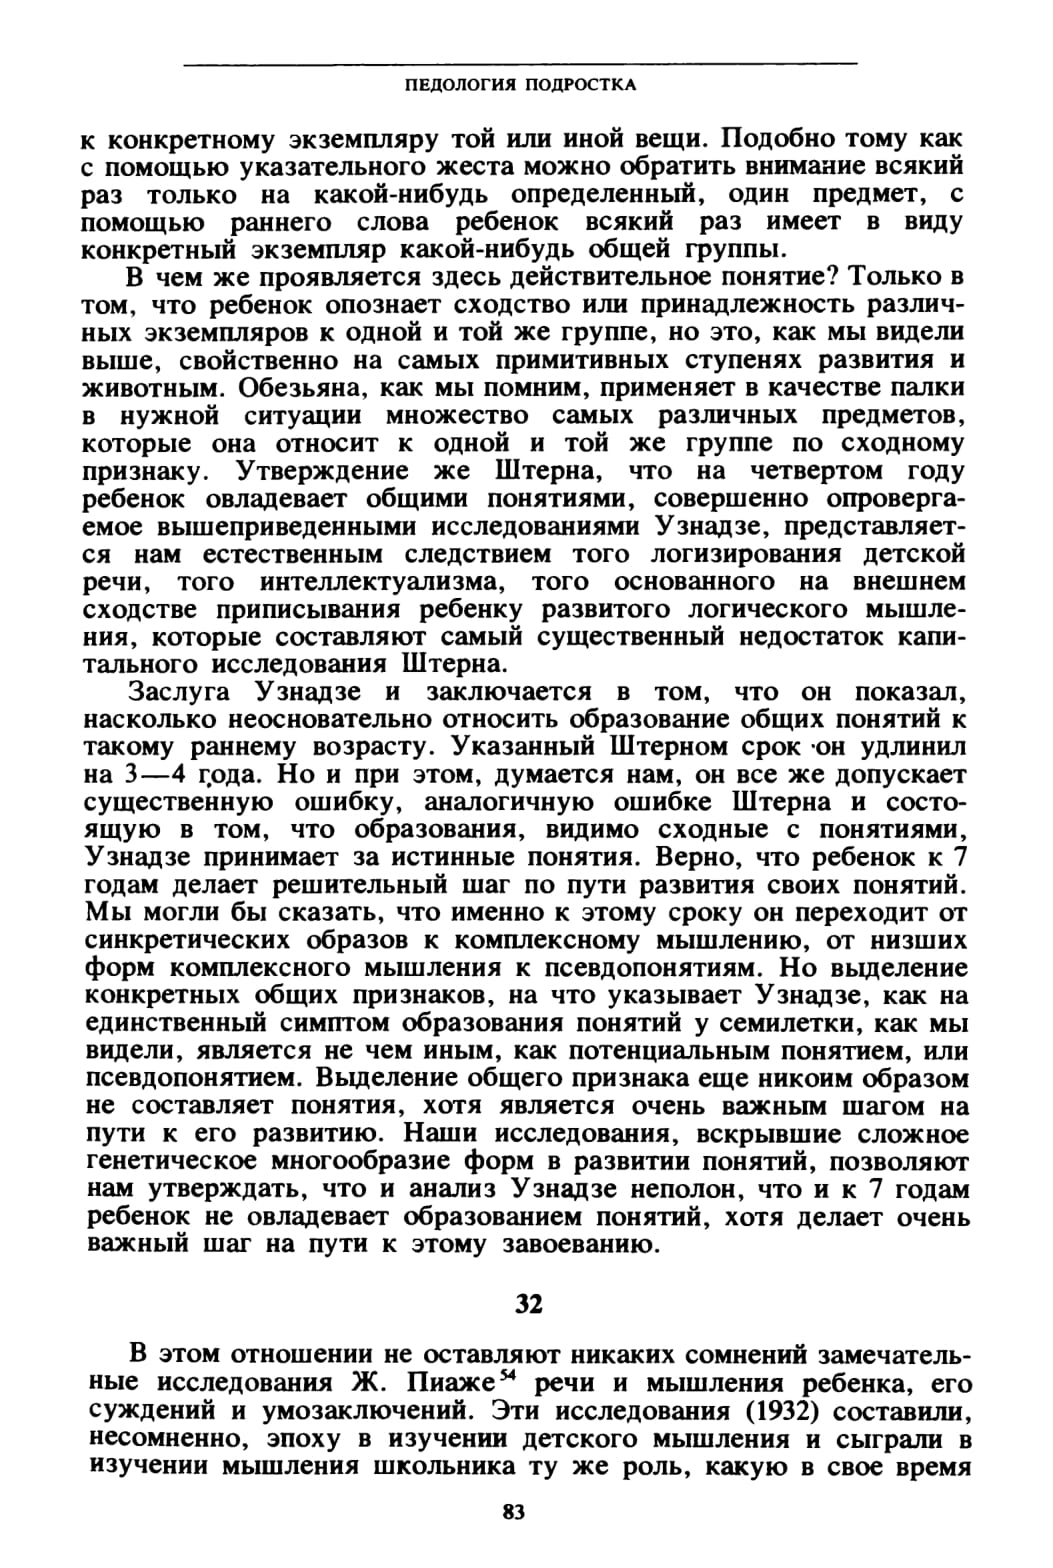 ПЕДОЛОГИЯ ПОДРОСТКА
к конкретному экземпляру той или иной вещи. Подобно тому как
с помощью указательного жеста можно обратить внимание всякий
раз только на какой-нибудь определенный, один предмет, с
помощью раннего слова ребенок всякий раз имеет в виду
конкретный экземпляр какой-нибудь общей группы.
В чем же проявляется здесь действительное понятие? Только в
том, что ребенок опознает сходство или принадлежность различ-
ных экземпляров к одной и той же группе, но это, как мы видели
выше, свойственно на самых примитивных ступенях развития и
животным. Обезьяна, как мы помним, применяет в качестве палки
в нужной ситуации множество самых различных предметов,
которые она относит к одной и той же группе по сходному
признаку. Утверждение же Штерна, что на четвертом году
ребенок овладевает общими понятиями, совершенно опроверга-
емое вышеприведенными исследованиями Узнадзе, представляет-
ся нам естественным следствием того логизирования детской
речи, того интеллектуализма, того основанного на внешнем
сходстве приписывания ребенку развитого логического мышле-
ния, которые составляют самый существенный недостаток капи-
тального исследования Штерна.
Заслуга Узнадзе и заключается в том, что он показал,
насколько неосновательно относить образование общих понятий к
такому раннему возрасту. Указанный Штерном срок он удлинил
на 3—4 года. Но и при этом, думается нам, он все же допускает
существенную ошибку, аналогичную ошибке Штерна и состо-
ящую в том, что образования, видимо сходные с понятиями,
Узнадзе принимает за истинные понятия. Верно, что ребенок к 7
годам делает решительный шаг по пути развития своих понятий.
Мы могли бы сказать, что именно к этому сроку он переходит от
синкретических образов к комплексному мышлению, от низших
форм комплексного мышления к псевдопонятиям. Но выделение
конкретных общих признаков, на что указывает Узнадзе, как на
единственный симптом образования понятий у семилетки, как мы
видели, является не чем иным, как потенциальным понятием, или
псевдопонятием. Выделение общего признака еще никоим образом
не составляет понятия, хотя является очень важным шагом на
пути к его развитию. Наши исследования, вскрывшие сложное
генетическое многообразие форм в развитии понятий, позволяют
нам утверждать, что и анализ Узнадзе неполон, что и к 7 годам
ребенок не овладевает образованием понятий, хотя делает очень
важный шаг на пути к этому завоеванию.
32
В этом отношении не оставляют никаких сомнений замечатель-
ные исследования Ж. Пиаже⁵⁴ речи и мышления ребенка, его
суждений и умозаключений. Эти исследования (1932) составили,
несомненно, эпоху в изучении детского мышления и сыграли в
изучении мышления школьника ту же роль, какую в свое время
83